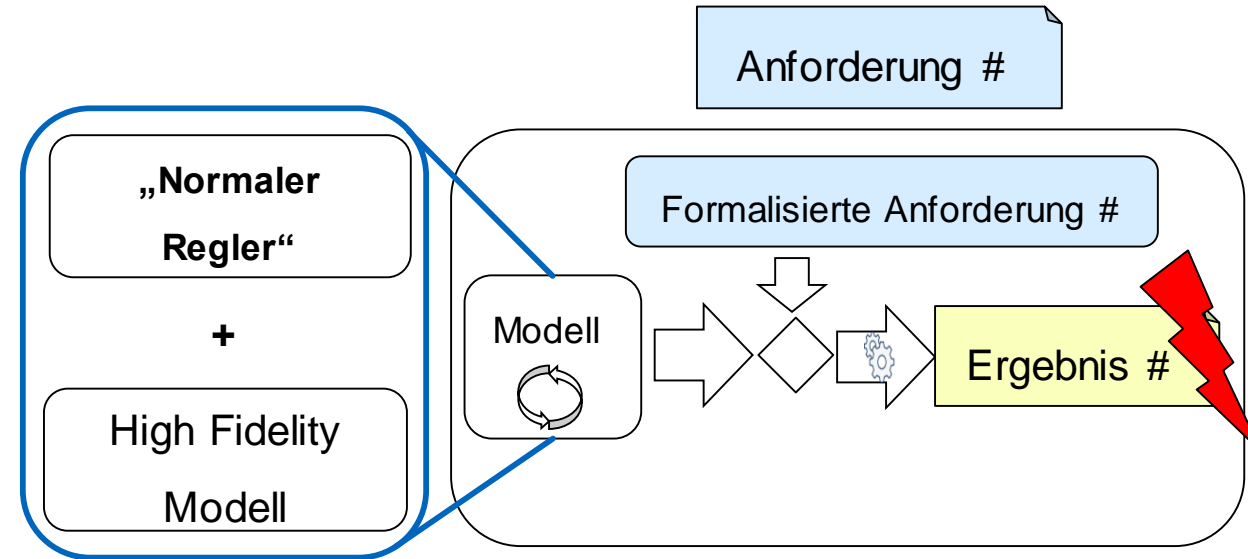 Anforderung #
„Normaler
Regler“
+
High Fidelity
Modell
Formalisierte Anforderung #
Modell
Ergebnis #